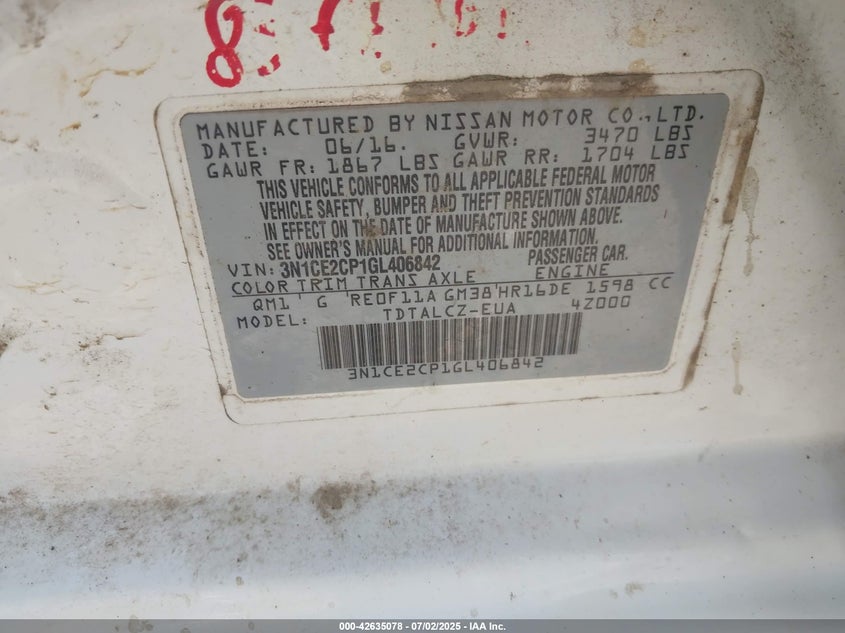 MANUFACTURED BY NISSAN MOTOR CO.,LTD.
DATE: 06/16. GVWR: 3470 LBS
GAWR FR: 1867 LBS GAWR RR: 1704 LBS
THIS VEHICLE CONFORMS TO ALL APPLICABLE FEDERAL MOTOR
VEHICLE SAFETY, BUMPER AND THEFT PREVENTION STANDARDS
IN EFFECT ON THE DATE OF MANUFACTURE SHOWN ABOVE.
SEE OWNER'S MANUAL FOR ADDITIONAL INFORMATION.
VIN: 3N1CE2CP1GL406842 PASSENGER CAR.
COLOR TRIM TRANS AXLE ENGINE
QM1 ' G 'RE0F11A GM38'HR16DE 1598 CC
MODEL: TDTALCZ-EUA 4Z000
3N1CE2CP1GL406842
000-42635078 - 07/02/2025 - IAA Inc.